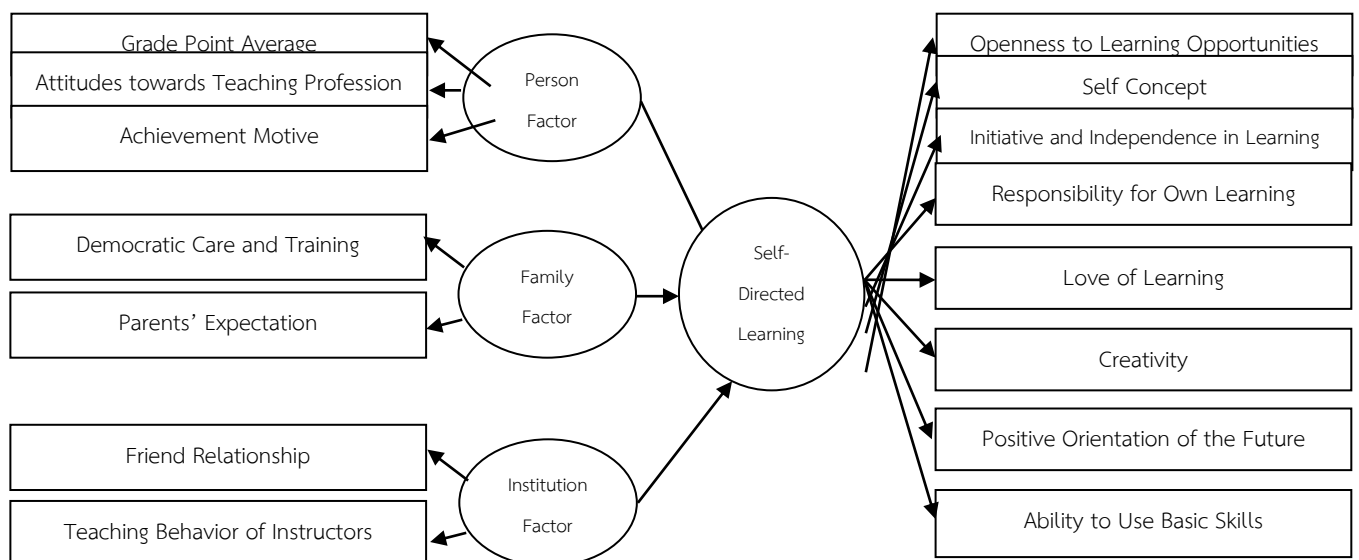 Grade Point Average
Attitudes towards Teaching Profession
Achievement Motive
Person
Factor
Democratic Care and Training
Parents’ Expectation
Family
Factor
Friend Relationship
Teaching Behavior of Instructors
Institution
Factor
Self-
Directed
Learning
Openness to Learning Opportunities
Self Concept
Initiative and Independence in Learning
Responsibility for Own Learning
Love of Learning
Creativity
Positive Orientation of the Future
Ability to Use Basic Skills